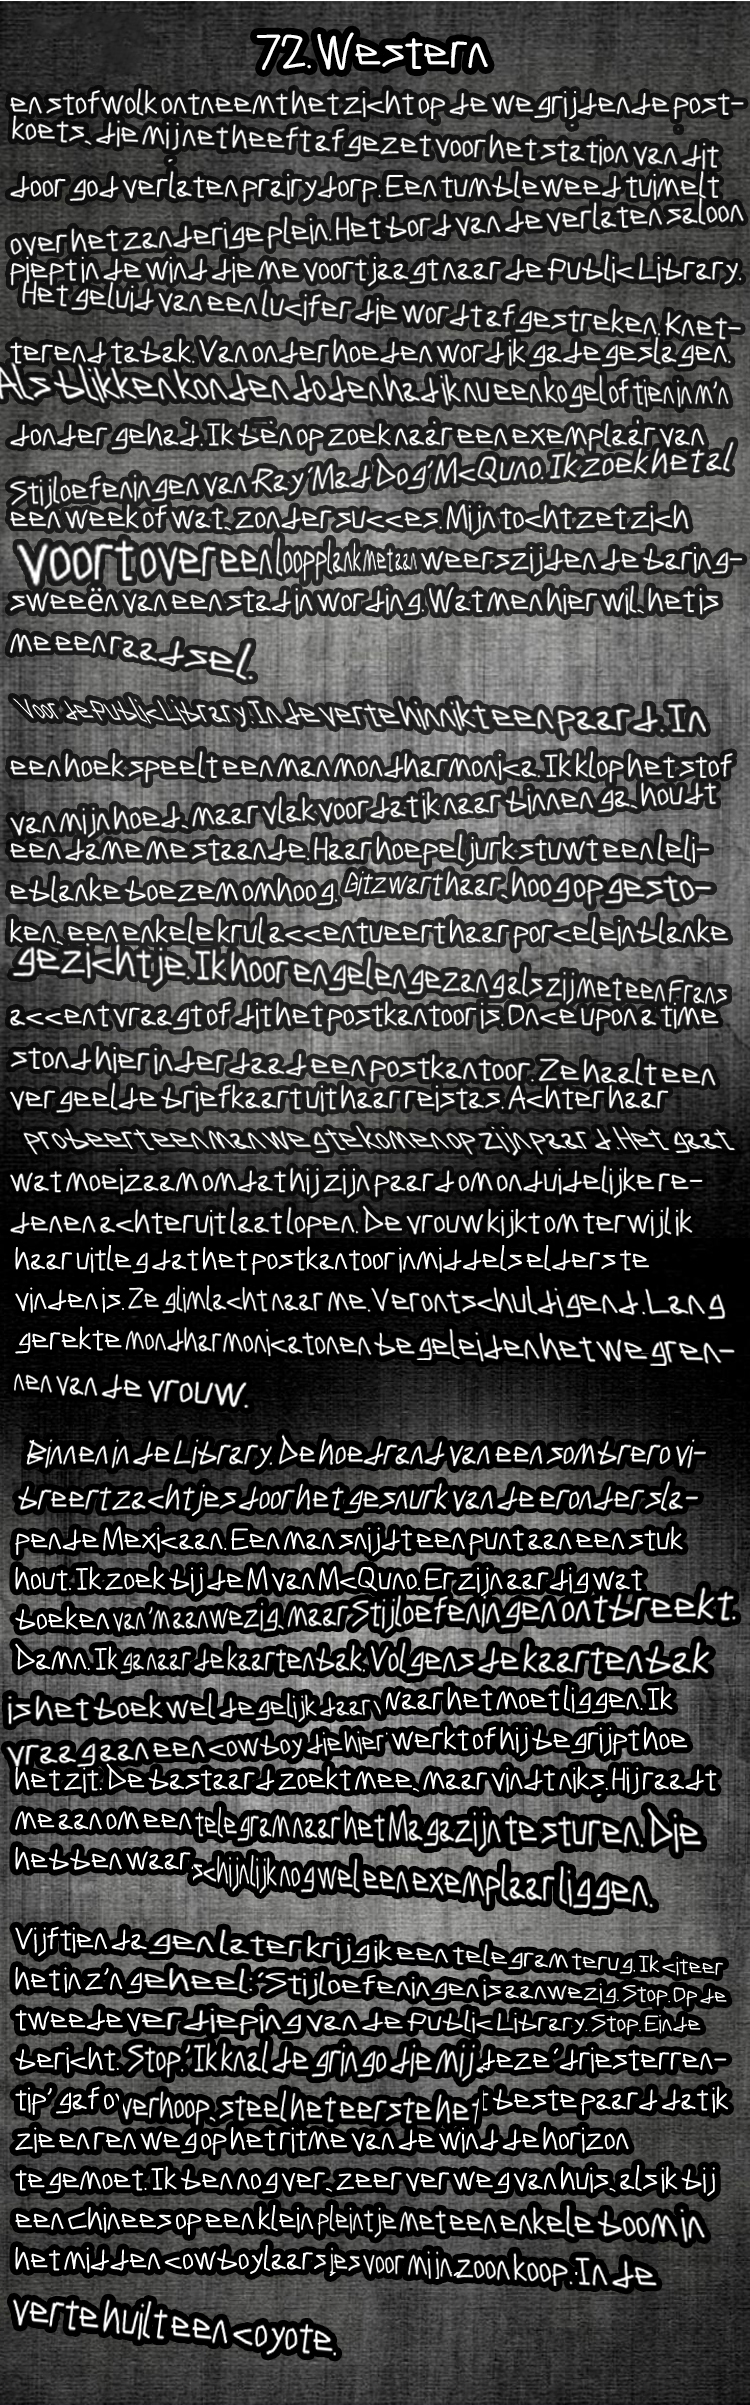 72. Western
en stofwolk ontneemt het zicht op de wegrijdende post-
koets, die mij net heeft afgezet voor het station van dit
door god verlaten prairydorp. Een tumbleweed tuimelt
over het zanderige plein. Het bord van de verlaten saloon
piept in de wind die me voortjaagt naar de Public Library.
Het geluid van een lucifer die wordt afgestreken. Knet-
terend tabak. Van onder hoeden word ik gadegeslagen.
Als blikken konden doden had ik nu een kogel of tien in m'n
donder gehad. Ik ben op zoek naar een exemplaar van
Stijloefeningen van Ray 'Mad Dog' McQuno. Ik zoek het al
een week of wat, zonder succes. Mijn tocht zet zich
voort over een loopplank met aan weerszijden de baring-
sweeën van een stad in wording. Wat men hier wil, het is
me een raadsel.
Voor de Public Library. In de verte hinnikt een paard. In
een hoek speelt een man mondharmonica. Ik klop het stof
van mijn hoed, maar vlak voordat ik naar binnen ga, houdt
een dame me staande. Haar hoepeljurk stuwt een leli-
eblanke boezem omhoog. Gitzwart haar, hoog opgesto-
ken, een enkele krul accentueert haar porceleinblanke
gezichtje. Ik hoor engelengezang als zij met een Frans
accent vraagt of dit het postkantoor is. Once upon a time
stond hier inderdaad een postkantoor. Ze haalt een
vergeelde briefkaart uit haar reistas. Achter haar
probeert een man weg te komen op zijn paard. Het gaat
wat moeizaam omdat hij zijn paard om onduidelijke re-
denen achteruit laat lopen. De vrouw kijkt om terwijl ik
haar uitleg dat het postkantoor inmiddels elders te
vinden is. Ze glimlacht naar me. Verontschuldigend. Lang
gerekte mondharmonicatonen begeleiden het wegren-
nen van de vrouw.
Binnen in de Library. De hoedrand van een sombrero vi-
breert zachtjes door het gesnurk van de eronder sla-
pende Mexicaan. Een man snijdt een punt aan een stuk
hout. Ik zoek bij de M van McQuno. Er zijn aardig wat
boeken van 'm aanwezig, maar Stijloefeningen ontbreekt.
Damn. Ik ga naar de kaartenbak. Volgens de kaartenbak
is het boek wel degelijk daar waar het moet liggen. Ik
vraag aan een cowboy die hier werkt of hij begrijpt hoe
het zit. De bastaard zoekt mee, maar vindt niks. Hij raadt
me aan om een telegram naar het Magazijn te sturen. Die
hebben waarschijnlijk nog wel een exemplaar liggen.
Vijftien dagen later krijg ik een telegram terug. Ik citeer
het in z'n geheel: 'Stijloefeningen is aanwezig. Stop. Op de
tweede verdieping van de Public Library. Stop. Einde
bericht. Stop.' Ik knal de gringo die mij deze 'driesterren-
tip' gaf overhoop, steel het eerste het beste paard dat ik
zie en ren weg op het ritme van de wind de horizon
tegemoet. Ik ben nog ver, zeer ver weg van huis, als ik bij
een Chinees op een klein pleintje met een enkele boom in
het midden cowboylaarsjes voor mijn zoon koop. In de
verte huilt een coyote.